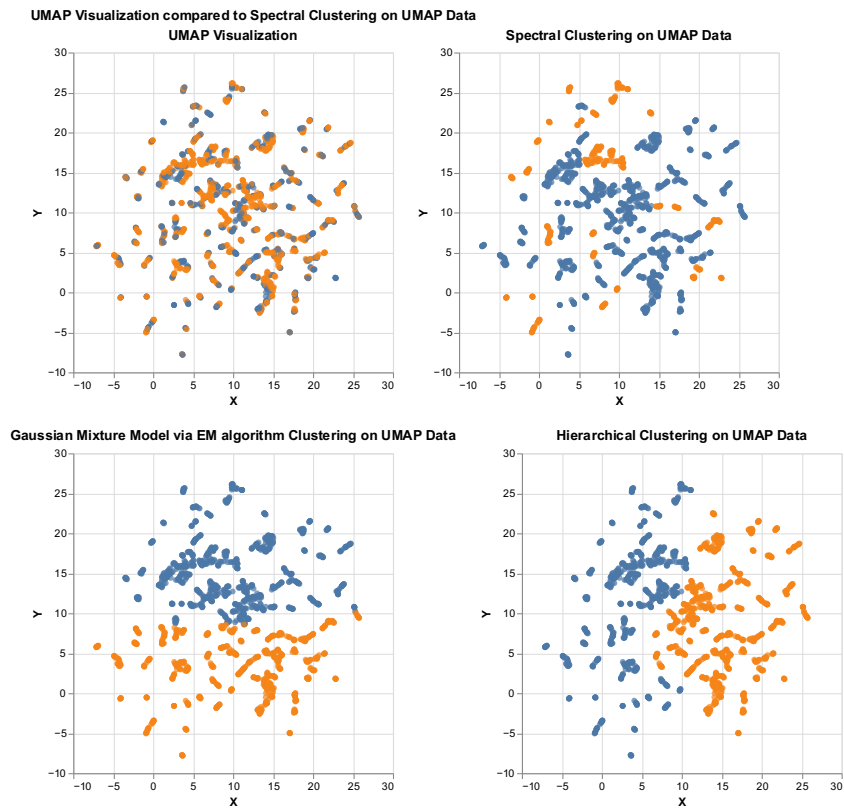 UMAP Visualization compared to Spectral Clustering on UMAP Data
UMAP Visualization
Spectral Clustering on UMAP Data
30
25
20
15
10
5
0
−5
−10
Y
−10 −5 0 5 10 15 20 25 30
X
30
25
20
15
10
5
0
−5
−10
Y
−10 −5 0 5 10 15 20 25 30
X
Gaussian Mixture Model via EM algorithm Clustering on UMAP Data
Hierarchical Clustering on UMAP Data
30
25
20
15
10
5
0
−5
−10
Y
−10 −5 0 5 10 15 20 25 30
X
30
25
20
15
10
5
0
−5
−10
Y
−10 −5 0 5 10 15 20 25 30
X